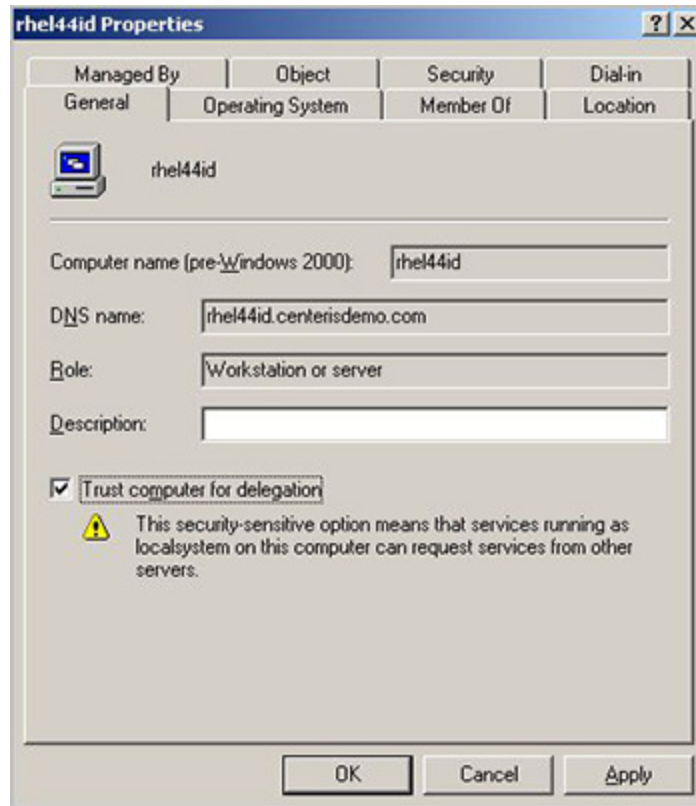 rhel44id Properties
Managed By Object Security Dial-in
General Operating System Member Of Location
rhel44id
Computer name (pre-Windows 2000): rhel44id
DNS name: rhel44id.centerisdemo.com
Role: Workstation or server
Description:
Trust computer for delegation
This security-sensitive option means that services running as
localsystem on this computer can request services from other
servers.
OK Cancel Apply